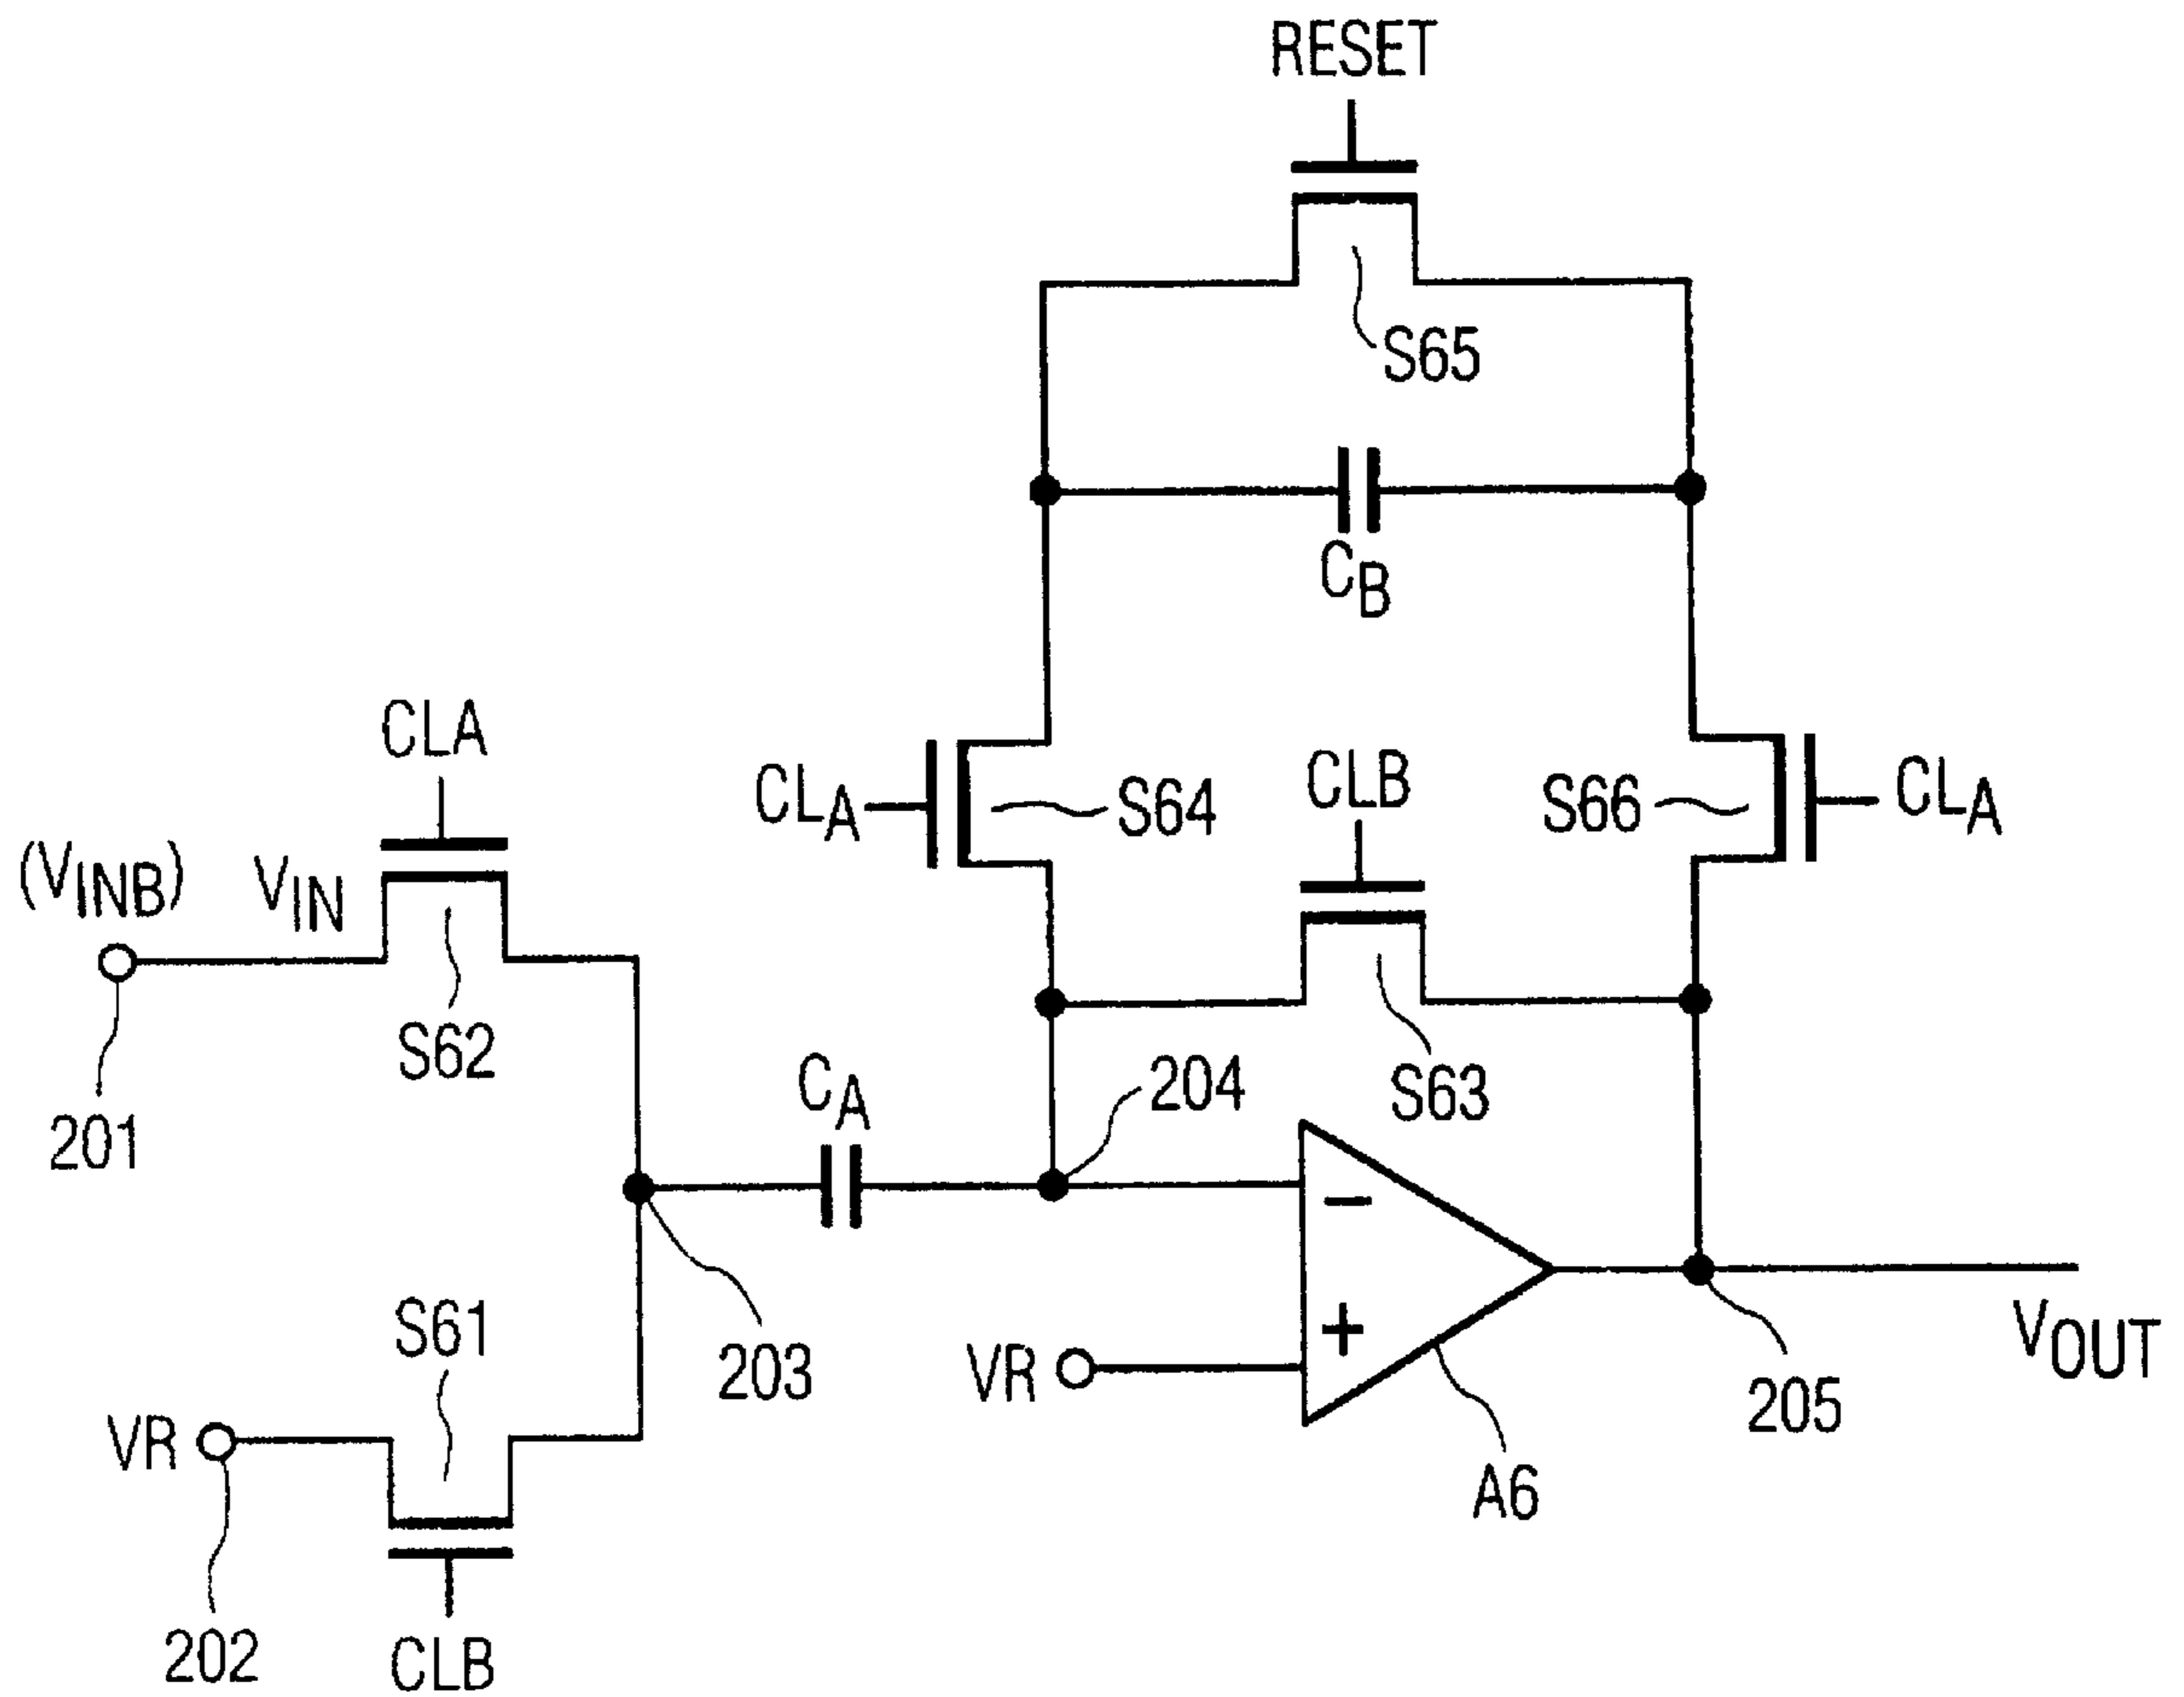 RESET
S65
CB
CLA
CLA
S64
CLB
S66
CLA
(VINB)
VIN
S62
S63
201
CA
204
S61
203
VR
205
VOUT
VR
A6
202
CLB